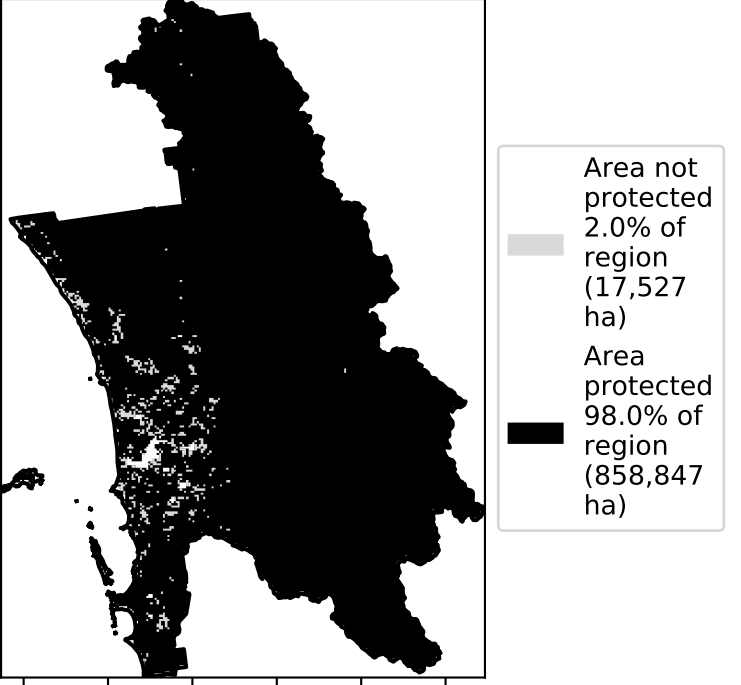 Area not
protected
2.0% of
region
(17,527
ha)
Area
protected
98.0% of
region
(858,847
ha)